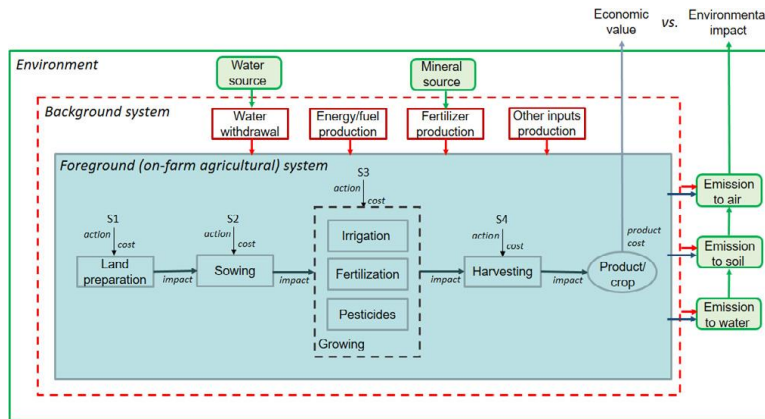 Economic
value
vs.
Environmental
impact
Environment
Water
source
Mineral
source
Background system
Water
withdrawal
Energy/fuel
production
Fertilizer
production
Other inputs
production
Foreground (on-farm agricultural) system
S3
action
cost
S1
action
cost
S2
action
cost
S4
action
cost
Irrigation
Fertilization
Pesticides
Growing
Land
preparation
impact
Sowing
impact
impact
Harvesting
impact
product
cost
Product/
crop
Emission
to air
Emission
to soil
Emission
to water